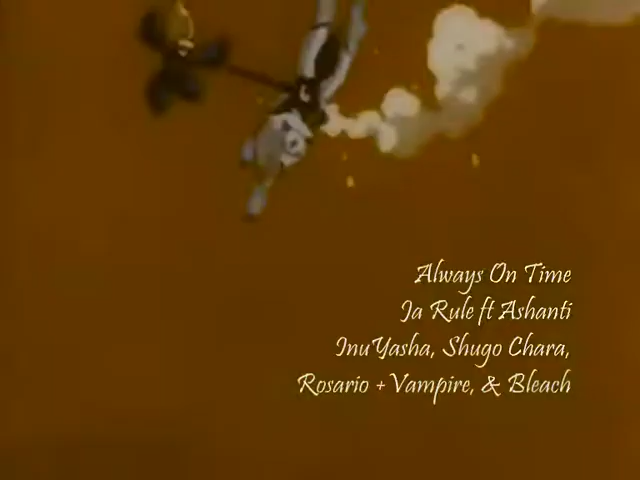 Always On Time
Ja Rule ft Ashanti
InuYasha, Shugo Chara,
Rosario + Vampire, & Bleach